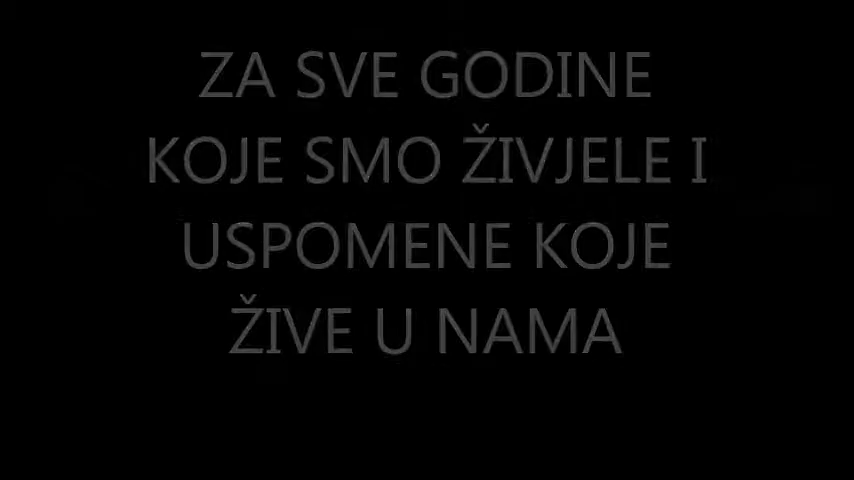 ZA SVE GODINE
KOJE SMO ŽIVJELE I
USPOMENE KOJE
ŽIVE U NAMA